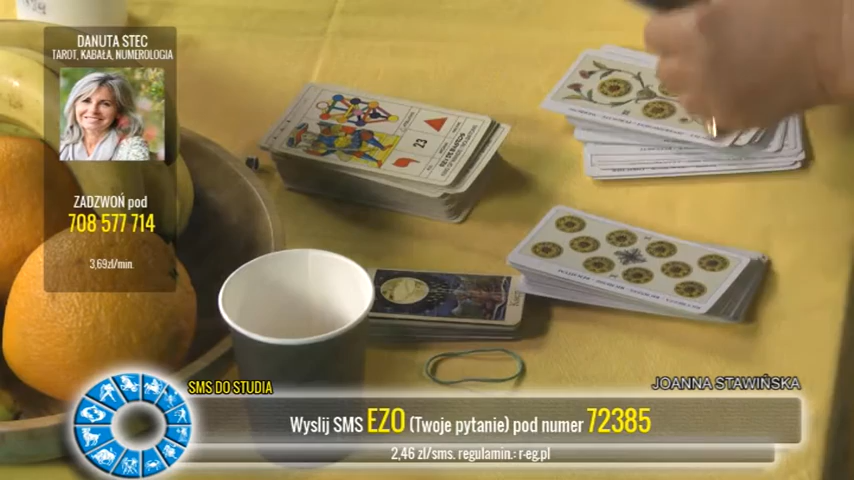 DANUTA STEC
TAROT, KABAŁA, NUMEROLOGIA
ZADZWOŃ pod
708 577 714
3,69zł/min.
23
SMS DO STUDIA
JOANNA STAWIŃSKA
Wyslij SMS EZO (Twoje pytanie) pod numer 72385
2,46 zl/sms. regulamin.: r-eg.pl